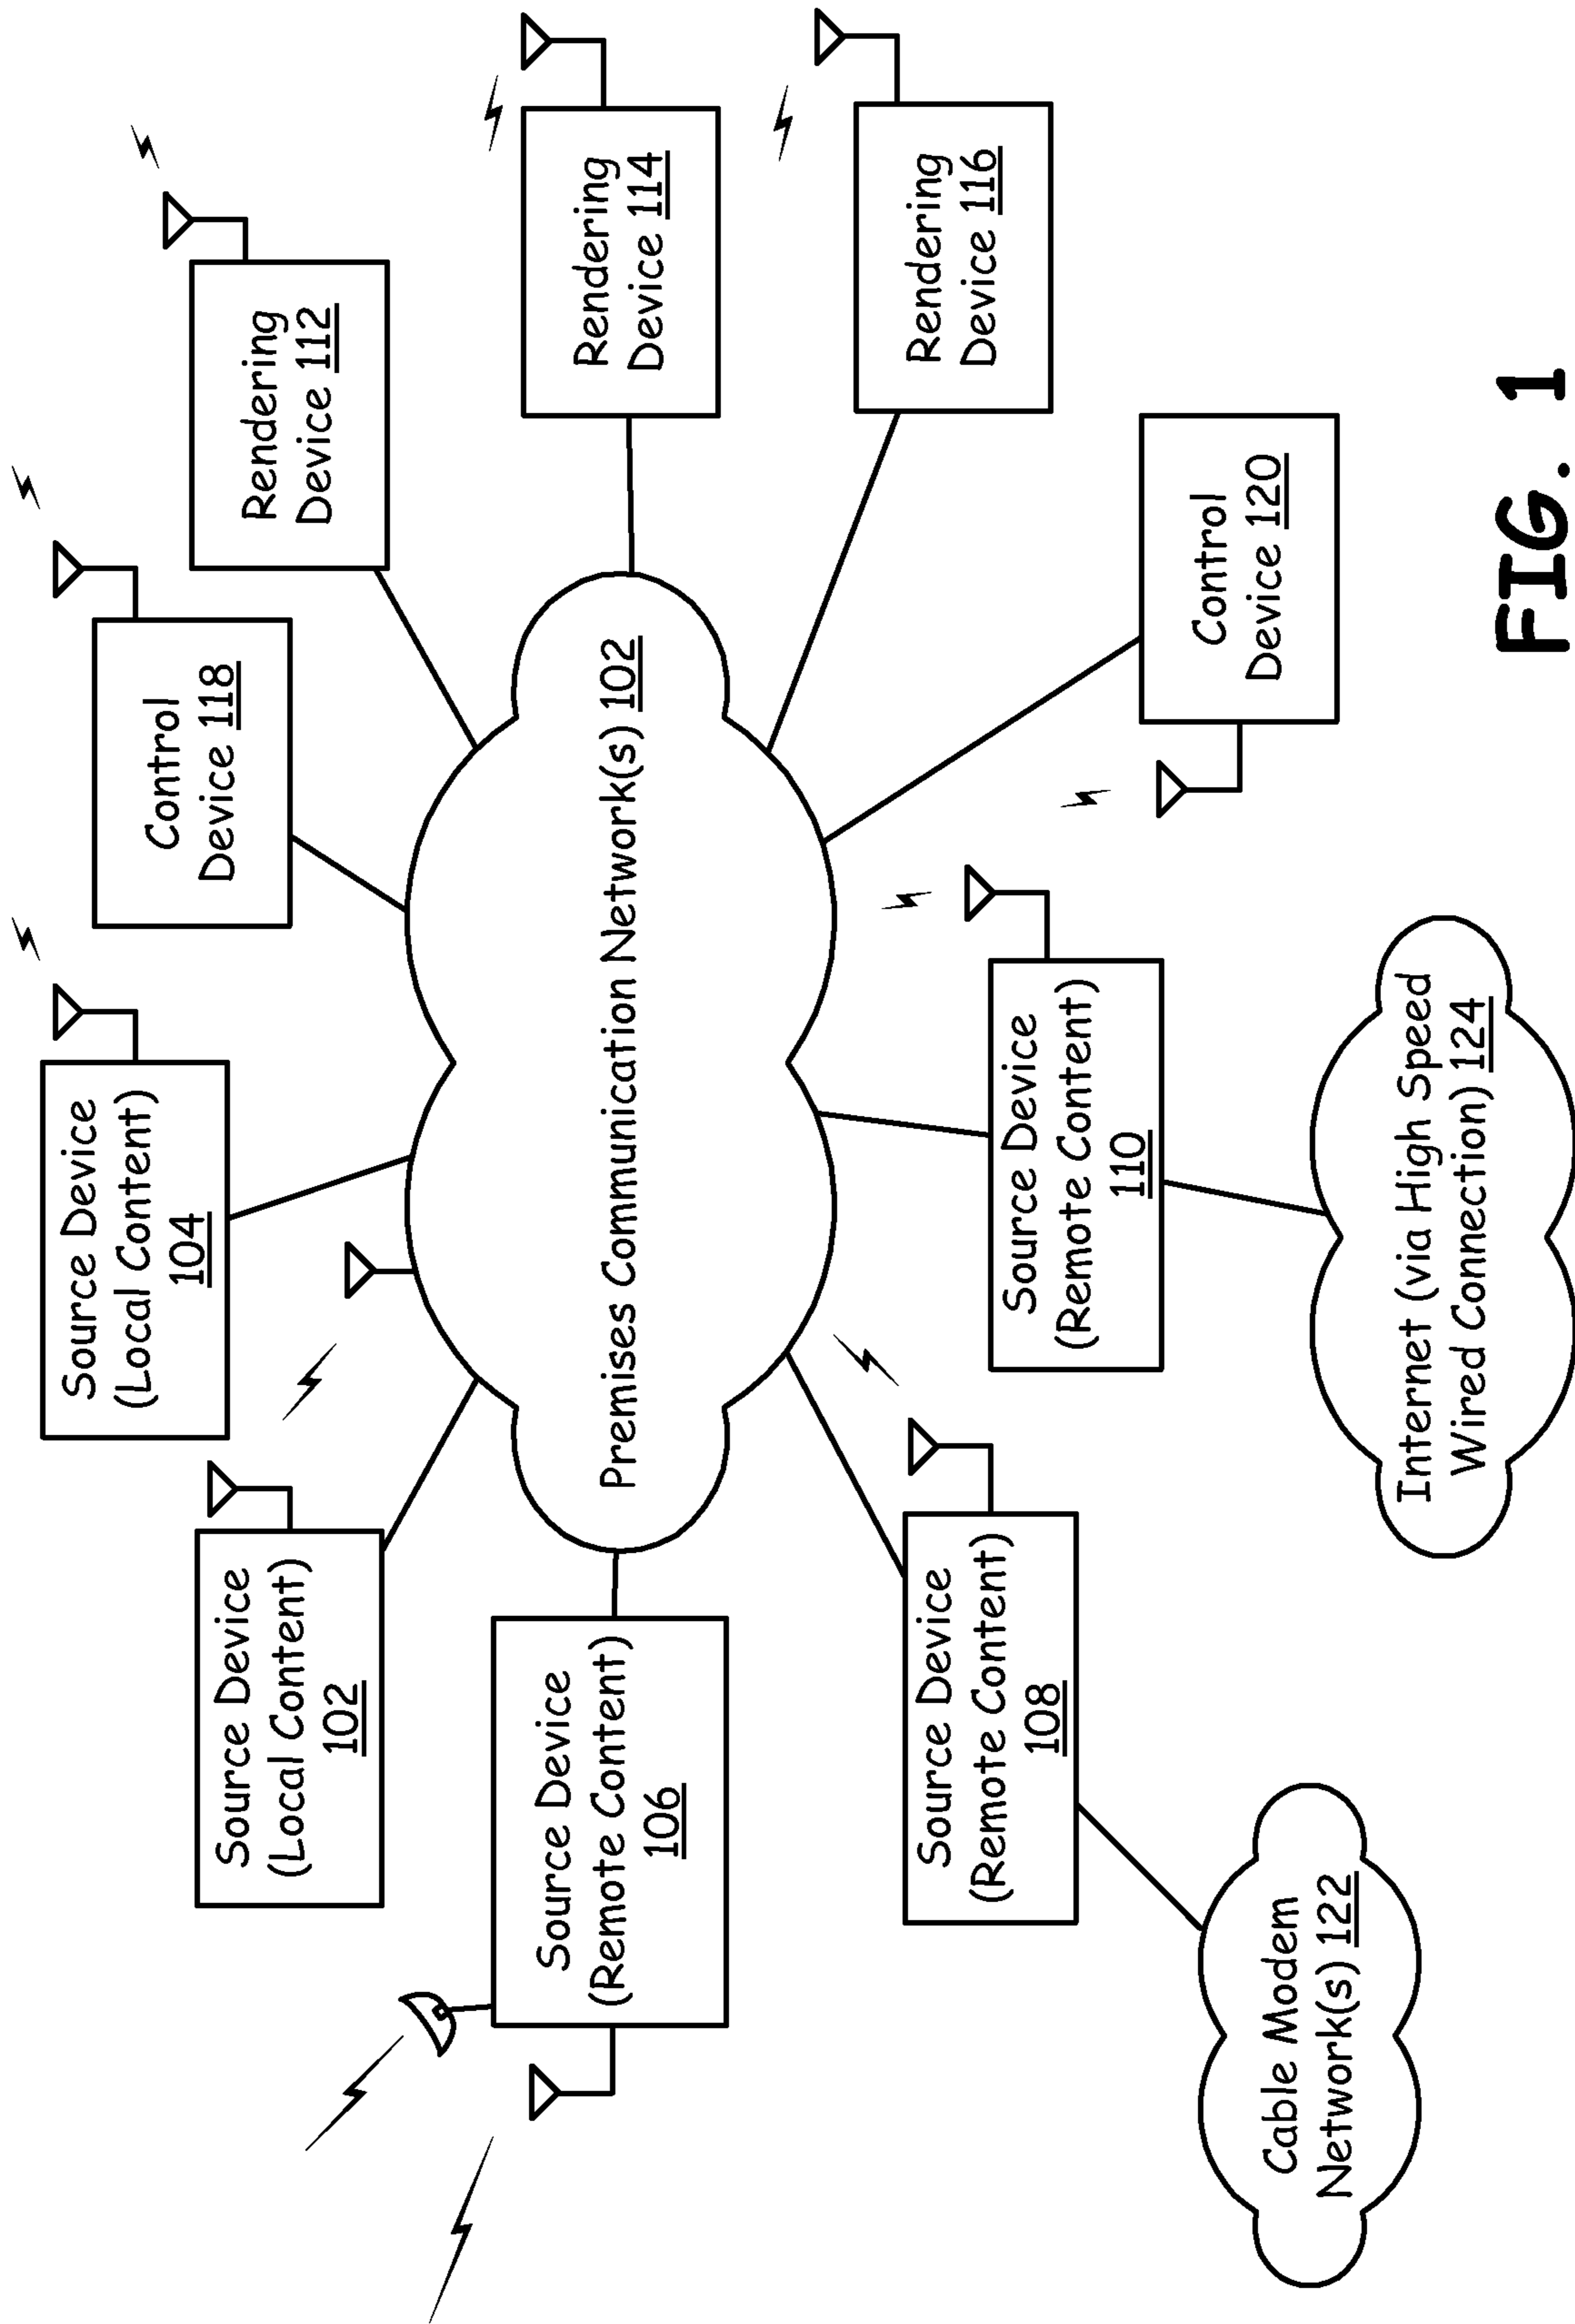 Source Device
(Local Content)
104
Control
Device 118
Source Device
(Local Content)
102
Rendering
Device 112
Source Device
(Remote Content)
106
Premises Communication Network(s) 102
Rendering
Device 114
Source Device
(Remote Content)
108
Source Device
(Remote Content)
110
Rendering
Device 116
Control
Device 120
Cable Modem
Network(s) 122
Internet (via High Speed
Wired Connection) 124
FIG. 1